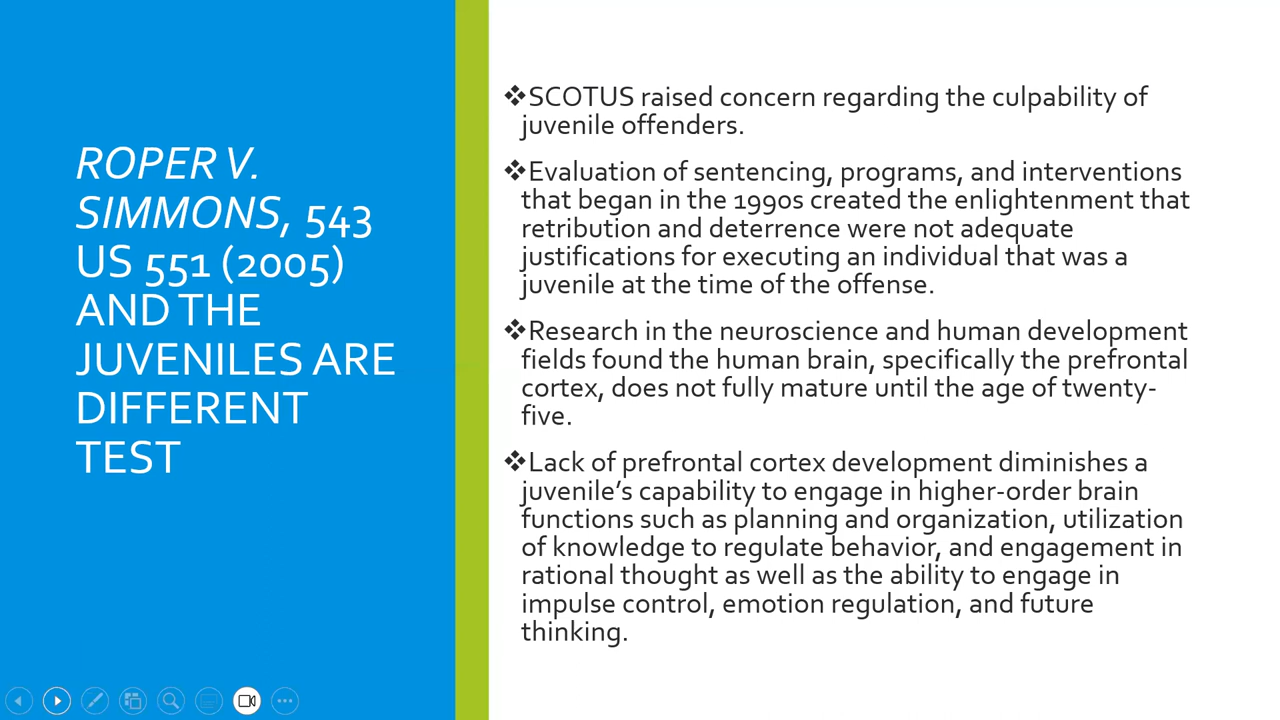 ROPER V.
SIMMONS, 543
US 551 (2005)
AND THE
JUVENILES ARE
DIFFERENT
TEST
❖SCOTUS raised concern regarding the culpability of
juvenile offenders.
❖Evaluation of sentencing, programs, and interventions
that began in the 1990s created the enlightenment that
retribution and deterrence were not adequate
justifications for executing an individual that was a
juvenile at the time of the offense.
❖Research in the neuroscience and human development
fields found the human brain, specifically the prefrontal
cortex, does not fully mature until the age of twenty-
five.
❖Lack of prefrontal cortex development diminishes a
juvenile’s capability to engage in higher-order brain
functions such as planning and organization, utilization
of knowledge to regulate behavior, and engagement in
rational thought as well as the ability to engage in
impulse control, emotion regulation, and future
thinking.